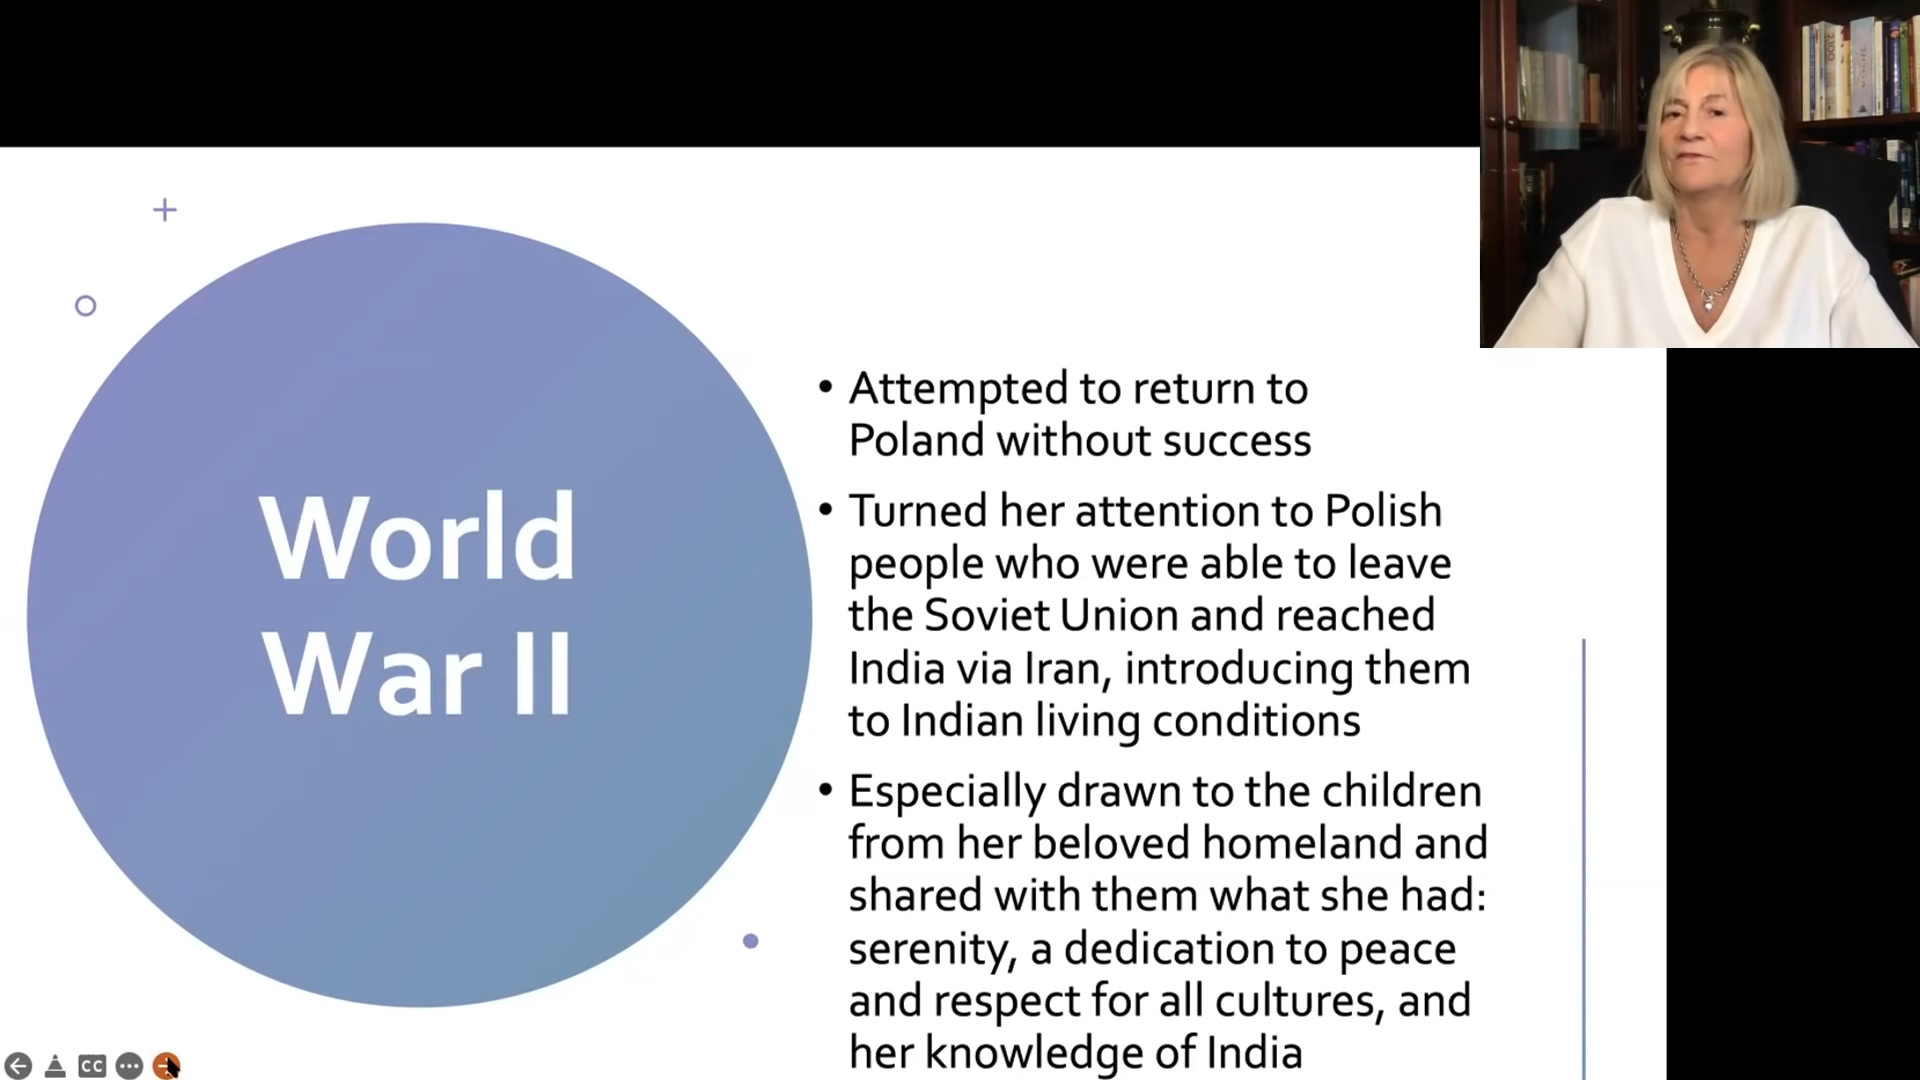 World
War II
• Attempted to return to
Poland without success
• Turned her attention to Polish
people who were able to leave
the Soviet Union and reached
India via Iran, introducing them
to Indian living conditions
• Especially drawn to the children
from her beloved homeland and
shared with them what she had:
serenity, a dedication to peace
and respect for all cultures, and
her knowledge of India
CC